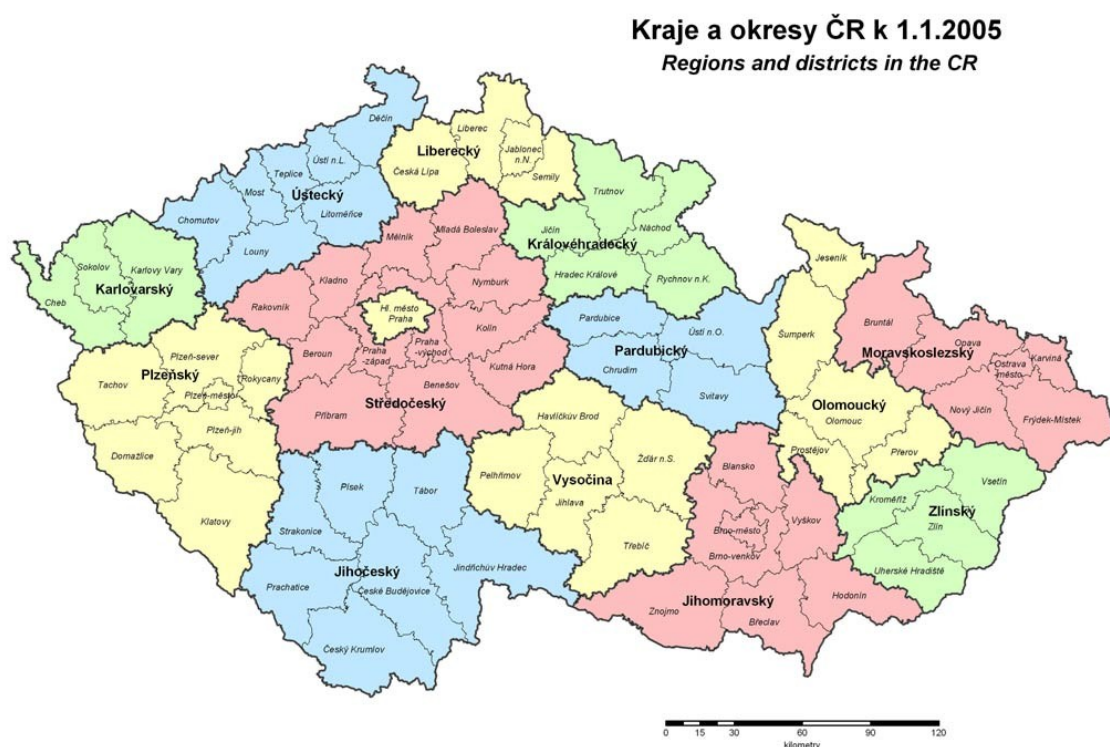 Kraje a okresy ČR k 1.1.2005
Regions and districts in the CR
Děčín
Liberec
Liberecký
Jablonec
n.N.
Ústí n.L.
Česká Lípa
Semily
Teplice
Most
Ústecký
Trutnov
Chomutov
Litoměřice
Mladá Boleslav
Jičín
Náchod
Mělník
Královéhradecký
Louny
Jeseník
Sokolov
Karlovy Vary
Kladno
Nymburk
Hradec Králové
Rychnov n.K.
Karlovarský
Cheb
Rakovník
Hl. město
Praha
Pardubice
Ústí n.O.
Bruntál
Kolín
Šumperk
Opava
Plzeň-sever
Beroun
Praha
-západ
Praha
-východ
Pardubický
Moravskoslezský
Karviná
Ostrava
město
Plzeňský
Rokycany
Kutná Hora
Chrudim
Tachov
Plzeň-město
Benešov
Svitavy
Středočeský
Olomoucký
Nový Jičín
Příbram
Havlíčkův Brod
Olomouc
Frýdek-Místek
Plzeň-jih
Domažlice
Prostějov
Přerov
Žďár n.S.
Blansko
Pelhřimov
Vysočina
Vsetín
Písek
Tábor
Jihlava
Kroměříž
Klatovy
Zlínský
Vyškov
Zlín
Strakonice
Brno-město
Třebíč
Brno-venkov
Jindřichův Hradec
Jihočeský
Uherské Hradiště
Prachatice
České Budějovice
Hodonín
Jihomoravský
Znojmo
Břeclav
Český Krumlov
0 15 30 60 90 120
kilometry